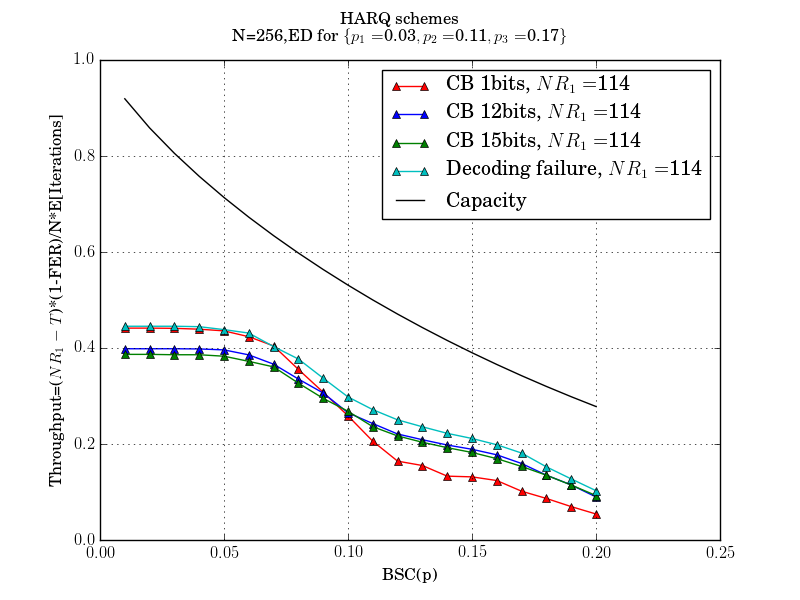 HARQ schemes
N=256,ED for {p₁ =0.03, p₂ =0.11, p₃ =0.17}
1.0
0.8
0.6
0.4
0.2
0.0
Throughput=(NR₁ − T)*(1-FER)/N*E[Iterations]
CB 1bits, NR₁ =114
CB 12bits, NR₁ =114
CB 15bits, NR₁ =114
Decoding failure, NR₁ =114
Capacity
0.00 0.05 0.10 0.15 0.20 0.25
BSC(p)